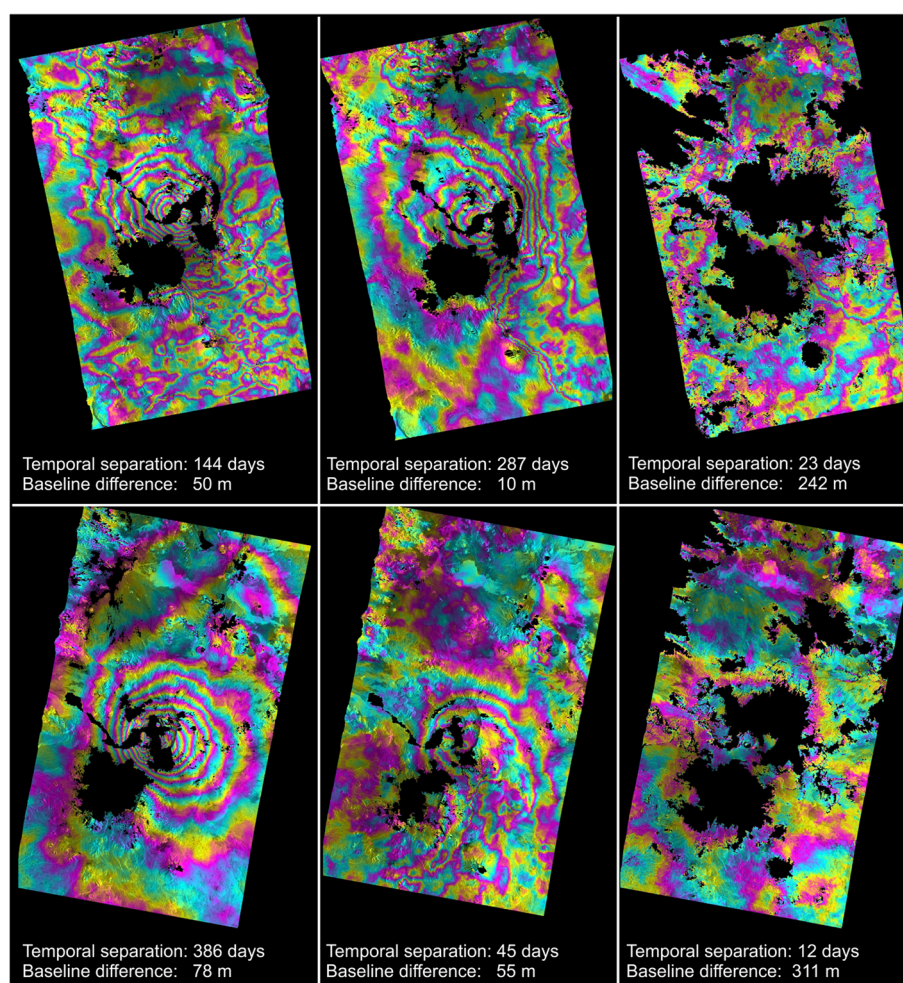 Temporal separation: 144 days
Baseline difference: 50 m
Temporal separation: 287 days
Baseline difference: 10 m
Temporal separation: 23 days
Baseline difference: 242 m
Temporal separation: 386 days
Baseline difference: 78 m
Temporal separation: 45 days
Baseline difference: 55 m
Temporal separation: 12 days
Baseline difference: 311 m